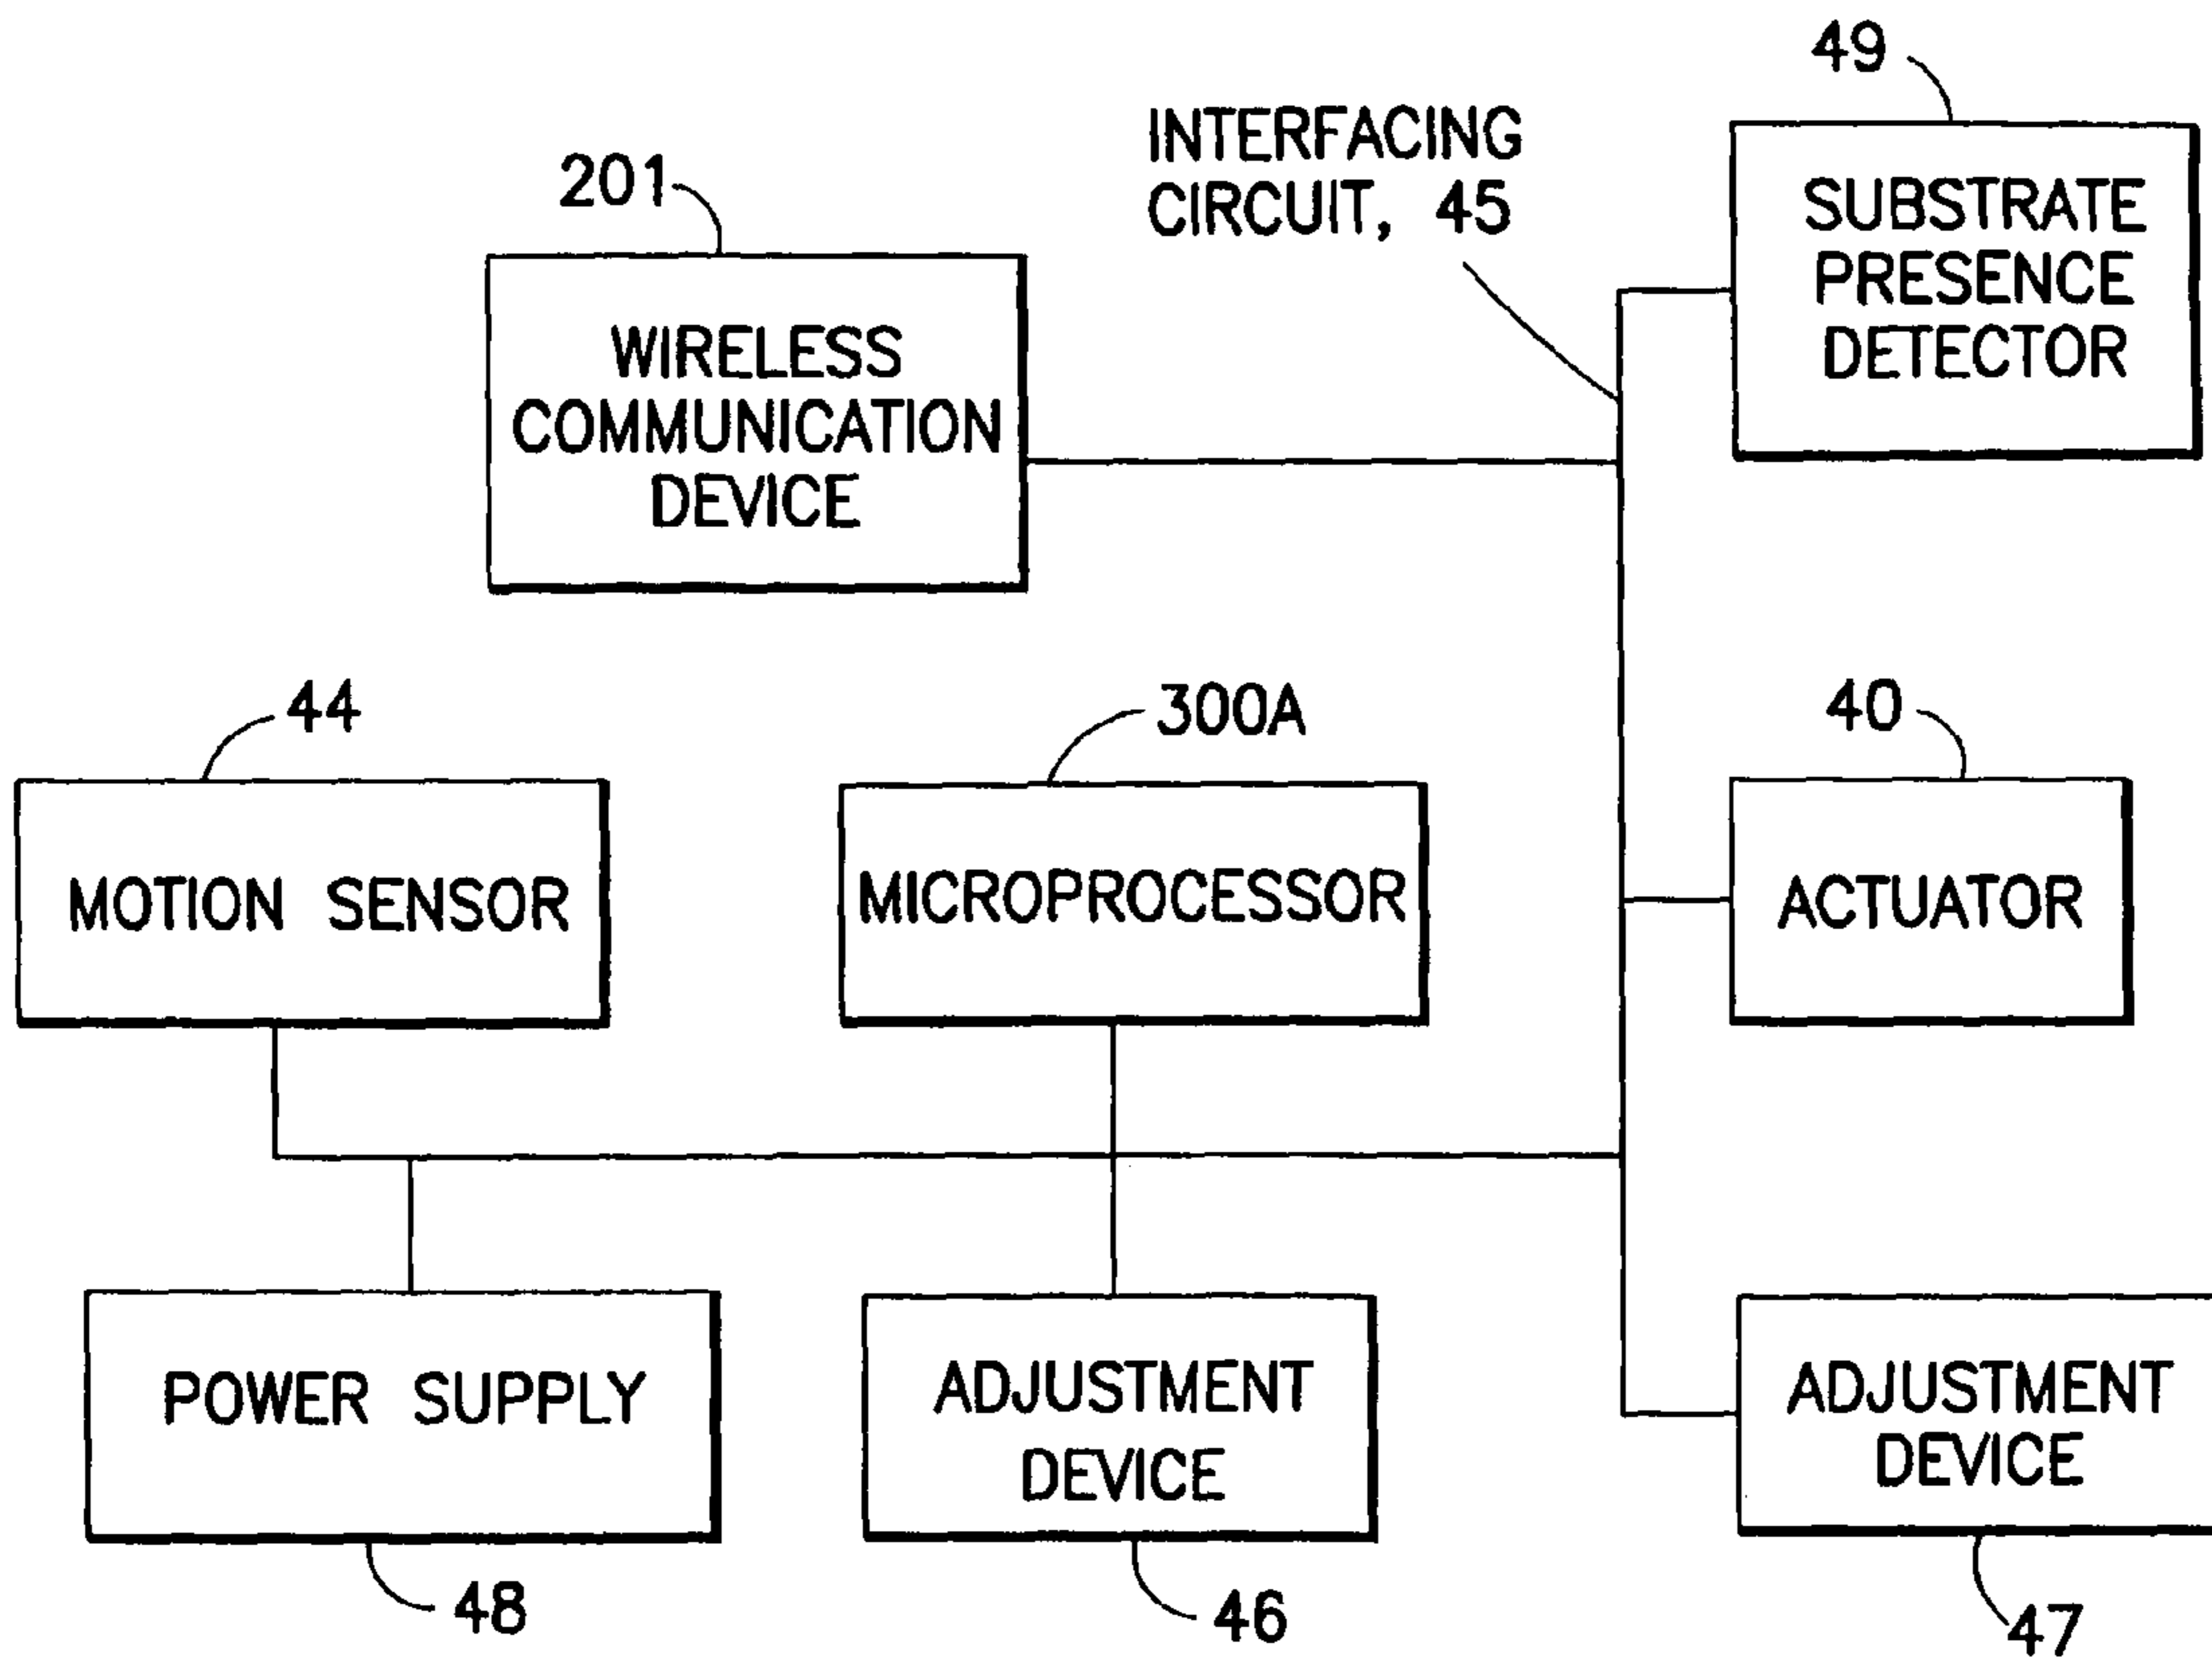 49
INTERFACING
CIRCUIT, 45
201
SUBSTRATE
PRESENCE
DETECTOR
WIRELESS
COMMUNICATION
DEVICE
44
300A
40
MOTION SENSOR
MICROPROCESSOR
ACTUATOR
POWER SUPPLY
ADJUSTMENT
DEVICE
ADJUSTMENT
DEVICE
48
46
47